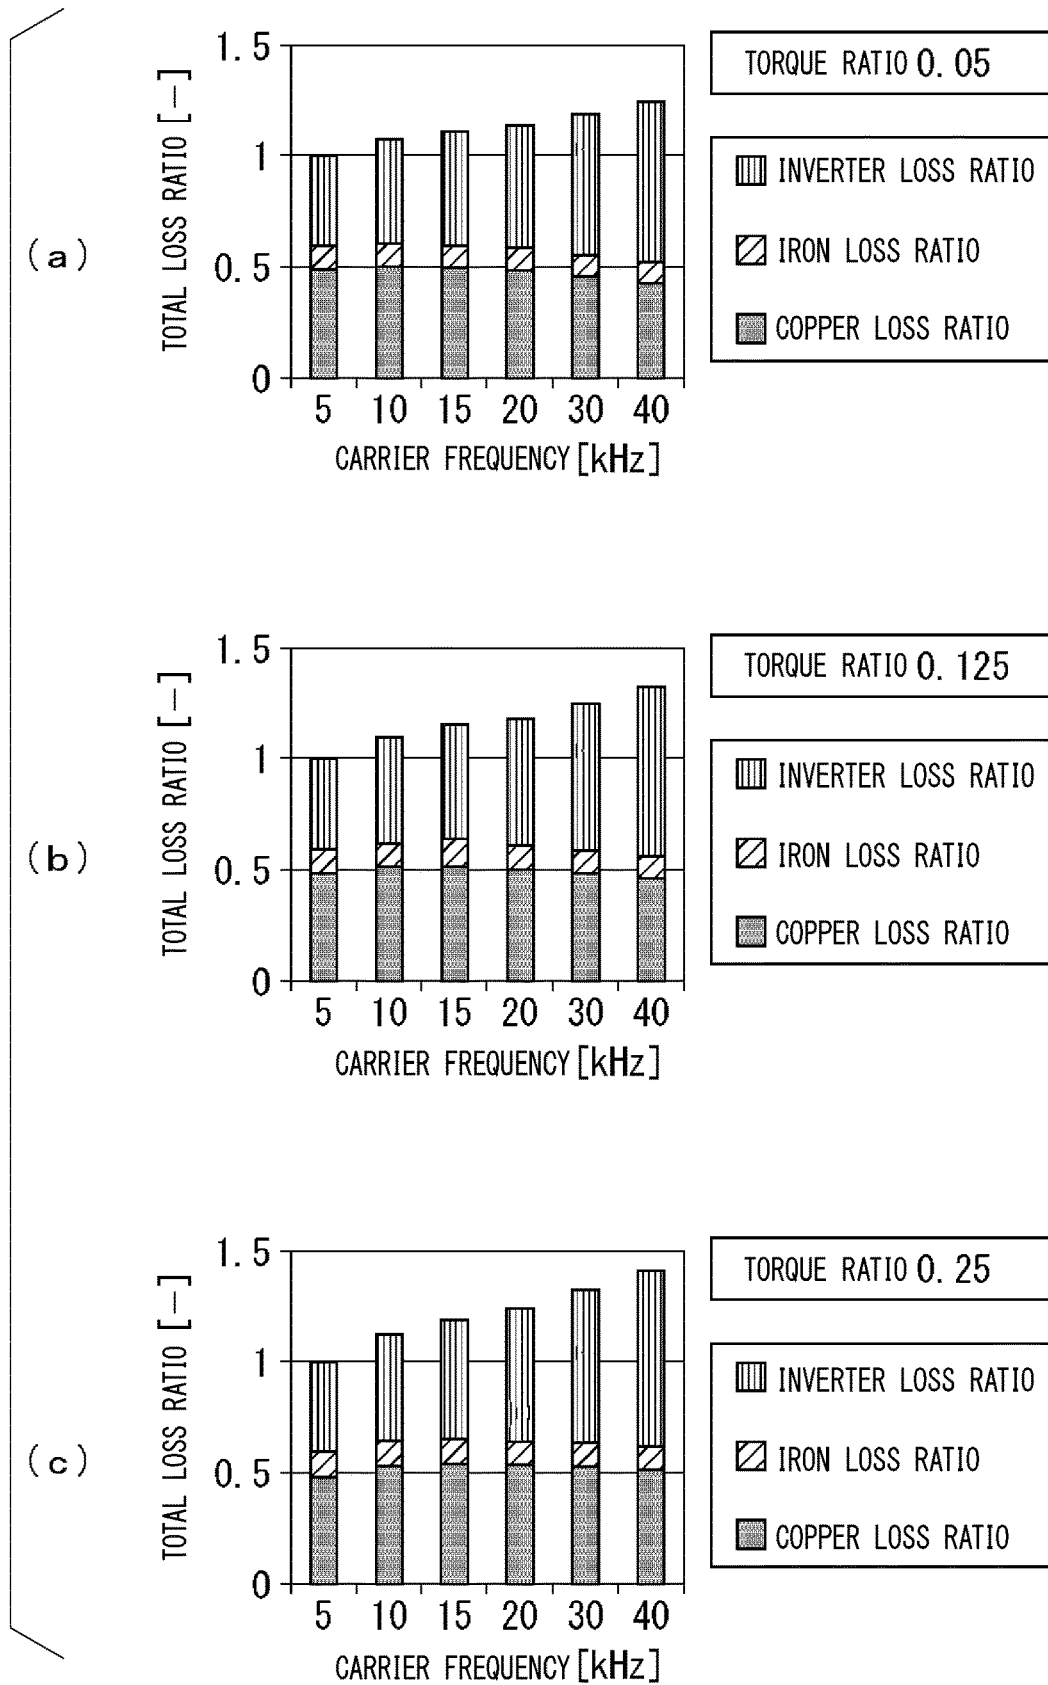 (a)
TOTAL LOSS RATIO [—]
1.5
1
0.5
0
5 10 15 20 30 40
CARRIER FREQUENCY [kHz]
TORQUE RATIO 0.05
INVERTER LOSS RATIO
IRON LOSS RATIO
COPPER LOSS RATIO
(b)
TOTAL LOSS RATIO [—]
1.5
1
0.5
0
5 10 15 20 30 40
CARRIER FREQUENCY [kHz]
TORQUE RATIO 0.125
INVERTER LOSS RATIO
IRON LOSS RATIO
COPPER LOSS RATIO
(c)
TOTAL LOSS RATIO [—]
1.5
1
0.5
0
5 10 15 20 30 40
CARRIER FREQUENCY [kHz]
TORQUE RATIO 0.25
INVERTER LOSS RATIO
IRON LOSS RATIO
COPPER LOSS RATIO